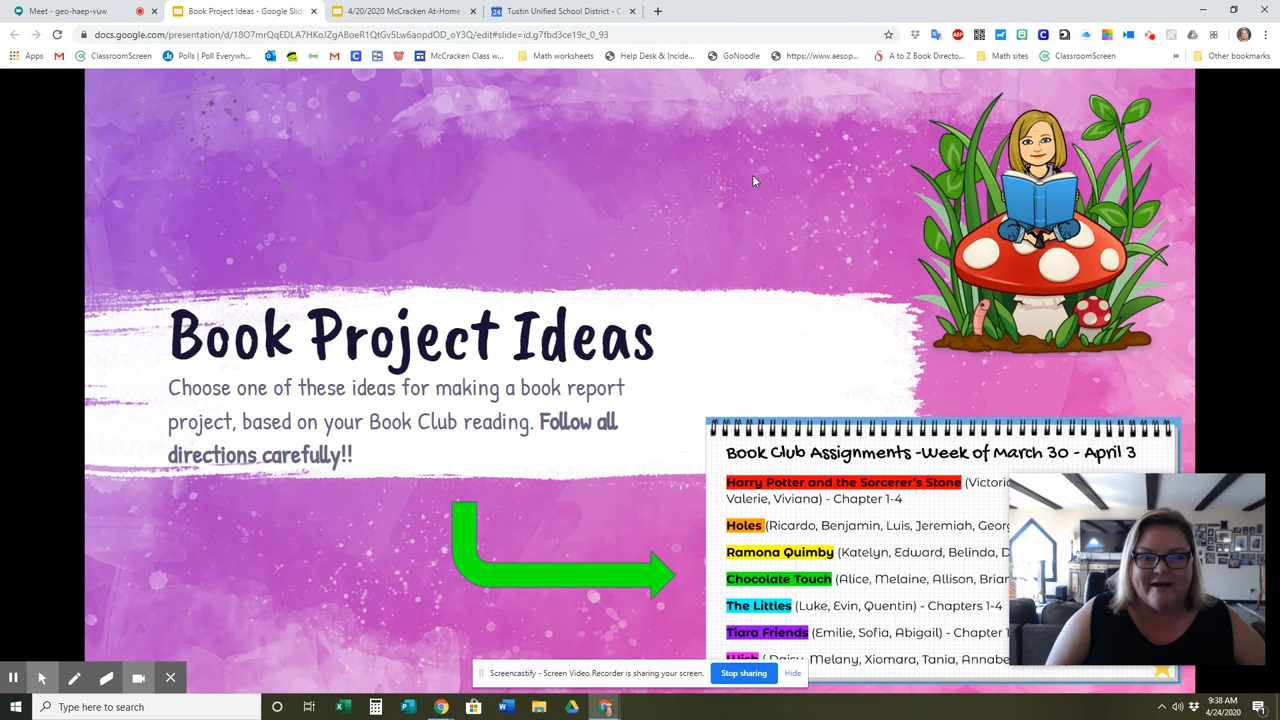 Meet - geo-haep-vuw
Book Project Ideas - Google Slid
4/20/2020 McCracken At-Home
Tustin Unified School District - C
docs.google.com/presentation/d/18O7mrQqEDLA7HKoJZgABoeR1QtGv5Lw6aopdOD_oY3Q/edit#slide=id.g7fbd3ce19c_0_93
Apps
ClassroomScreen
Polls | Poll Everywh...
McCracken Class w...
Math worksheets
Help Desk & Incide...
GoNoodle
https://www.aesop...
A to Z Book Directo...
Math sites
ClassroomScreen
Other bookmarks
Book Project Ideas
Choose one of these ideas for making a book report
project, based on your Book Club reading. Follow all
directions carefully!!
Book Club Assignments -Week of March 30 - April 3
Harry Potter and the Sorcerer's Stone (Victori
Valerie, Viviana) - Chapter 1-4
Holes (Ricardo, Benjamin, Luis, Jeremiah, Geor
Ramona Quimby (Katelyn, Edward, Belinda, D
Chocolate Touch (Alice, Melaine, Allison, Brian
The Littles (Luke, Evin, Quentin) - Chapters 1-4
Tiara Friends (Emilie, Sofia, Abigail) - Chapter 1
Wish ( Daisy, Melany, Xiomara, Tania, Annabe
Screencastify - Screen Video Recorder is sharing your screen.
Stop sharing
Hide
Type here to search
9:38 AM
4/24/2020